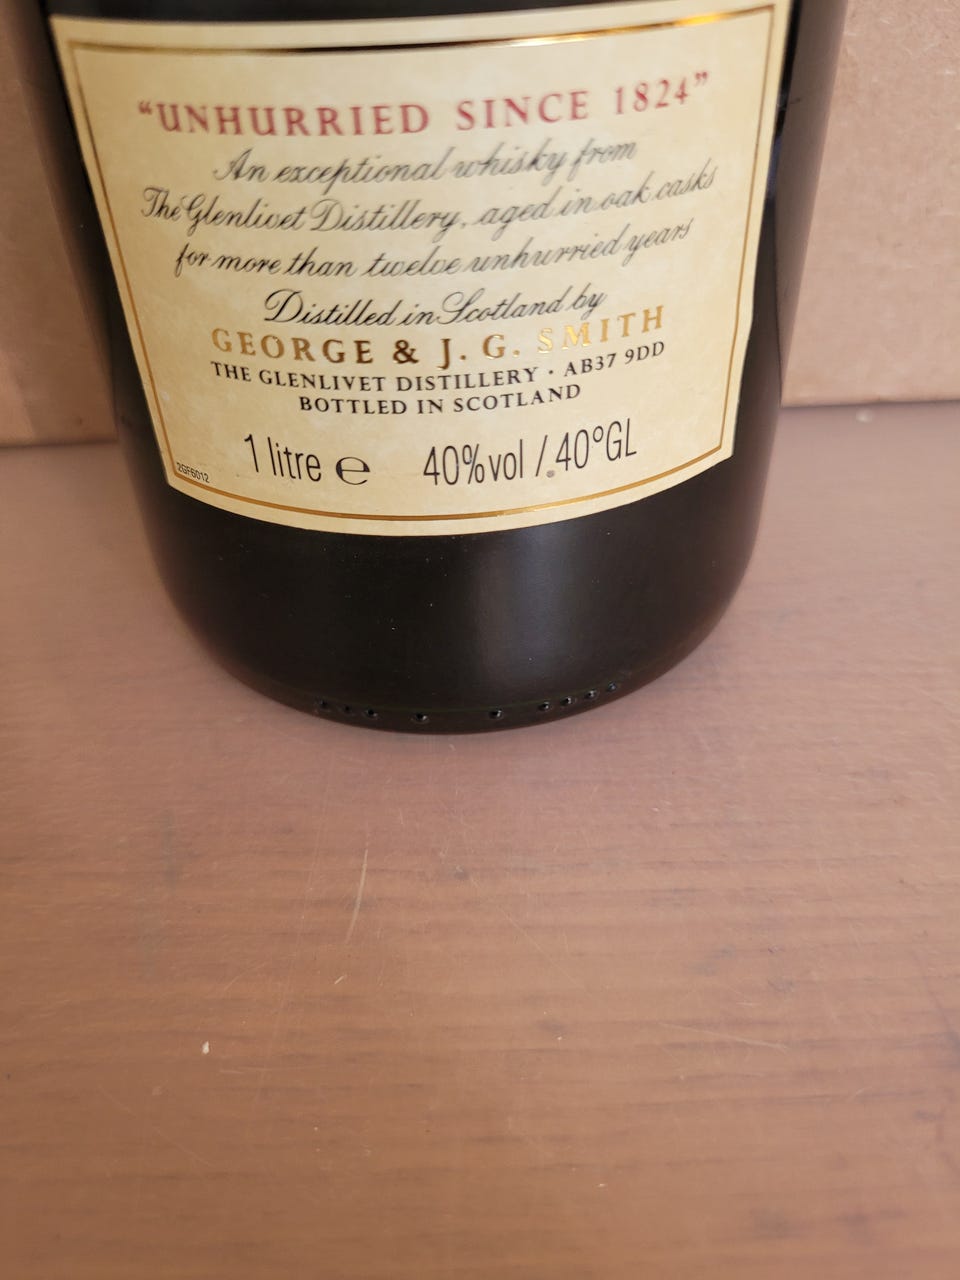 “UNHURRIED SINCE 1824”
An exceptional whisky from
The Glenlivet Distillery, aged in oak casks
for more than twelve unhurried years
Distilled in Scotland by
GEORGE & J. G. SMITH
THE GLENLIVET DISTILLERY · AB37 9DD
BOTTLED IN SCOTLAND
1 litre ℮ 40%vol / 40°GL
2GF6012